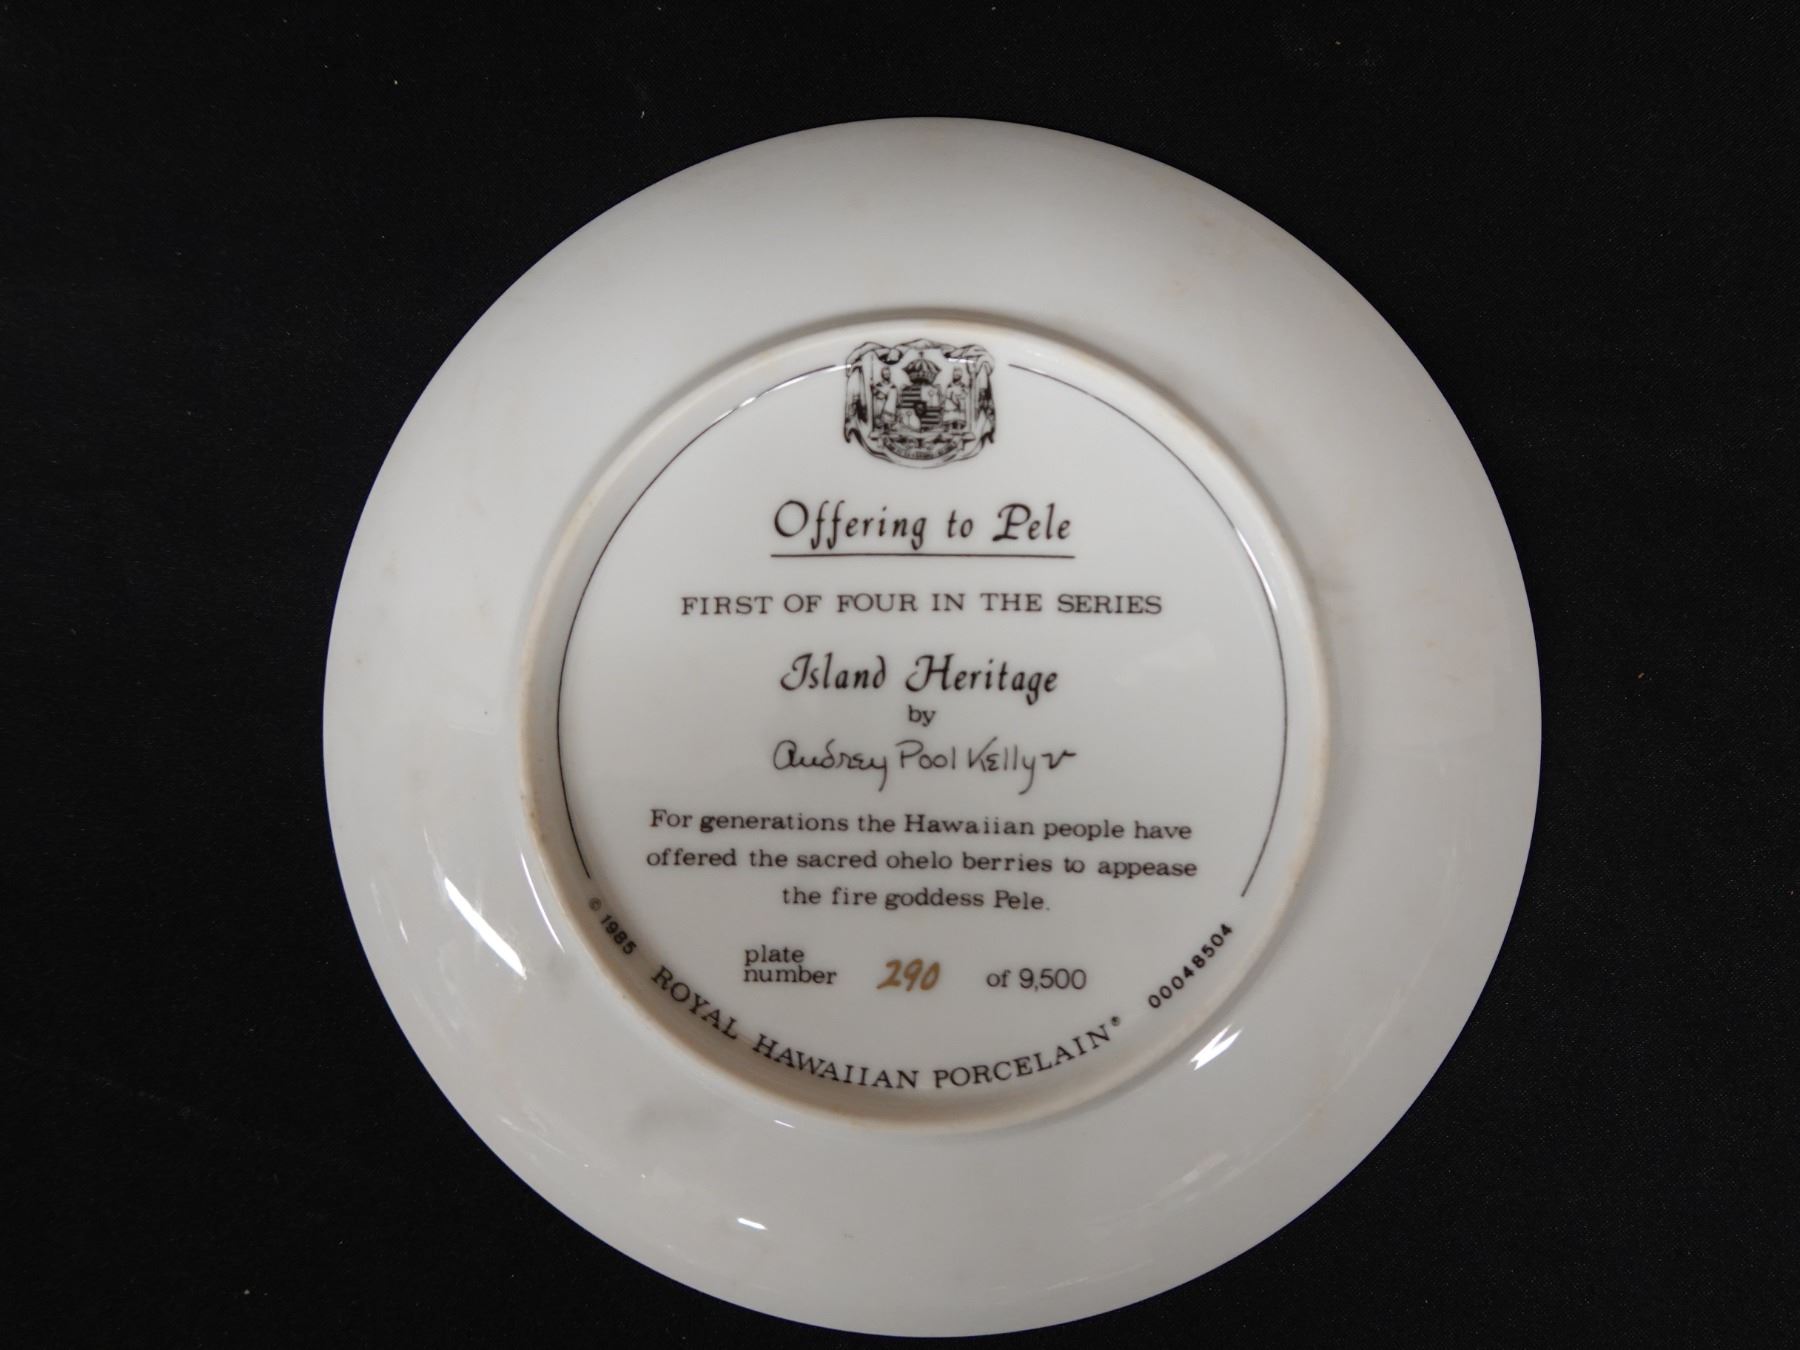 Offering to Pele
FIRST OF FOUR IN THE SERIES
Island Heritage
by
Audrey Pool Kelly
For generations the Hawaiian people have
offered the sacred ohelo berries to appease
the fire goddess Pele.
plate
number 290 of 9,500
© 1985 ROYAL HAWAIIAN PORCELAIN® 00048504